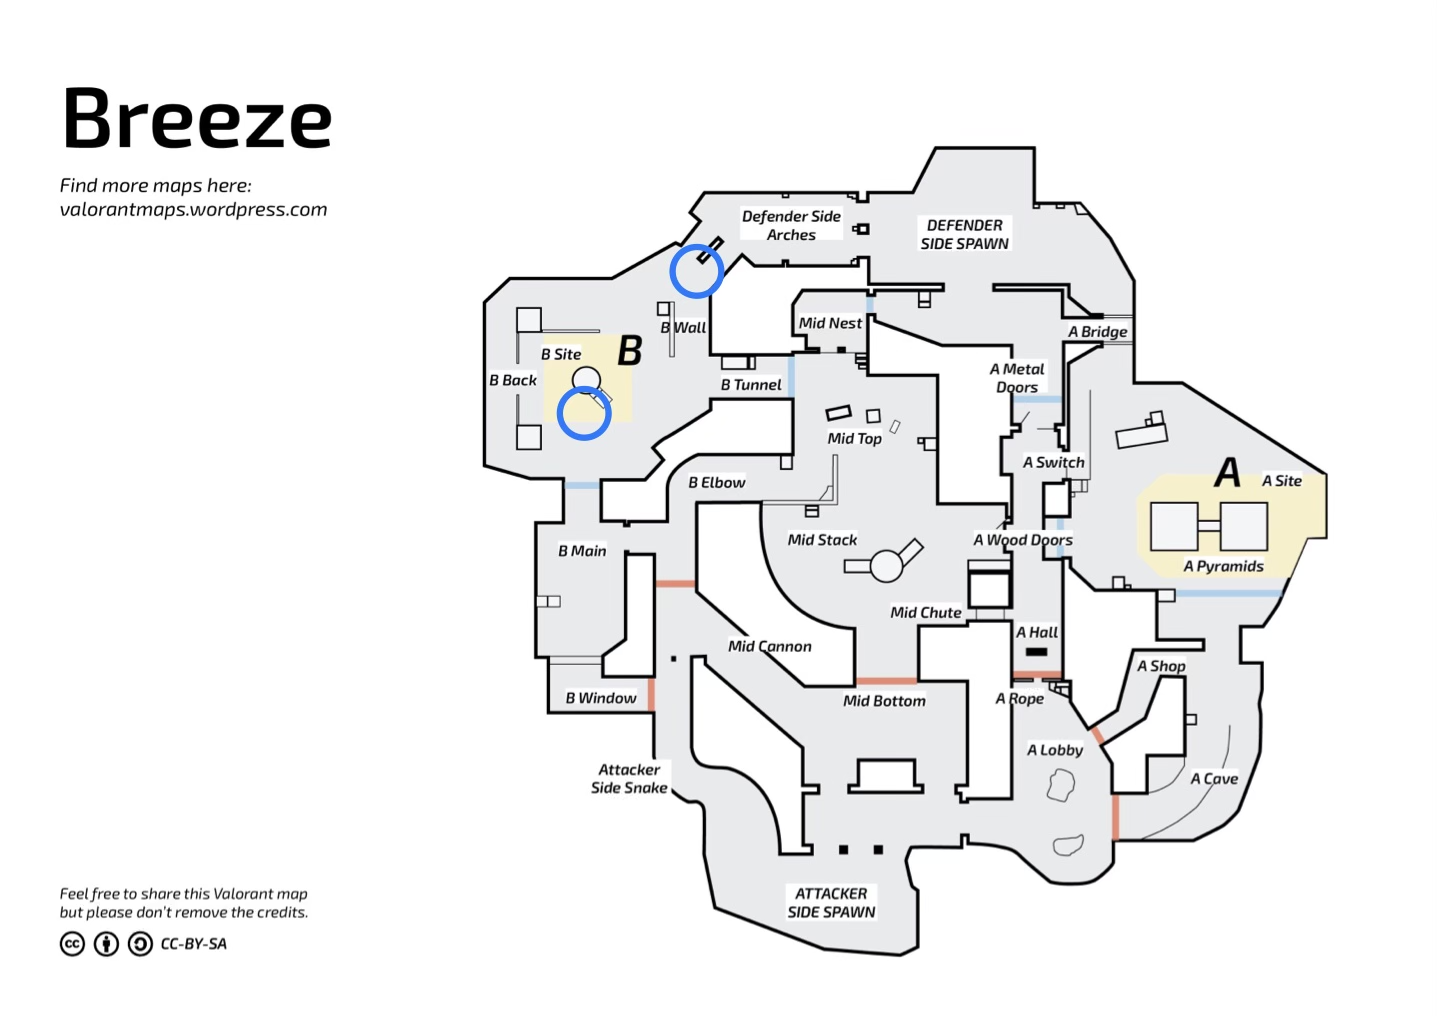 Breeze
Find more maps here:
valorantmaps.wordpress.com
Defender Side
Arches
DEFENDER
SIDE SPAWN
B Wall
Mid Nest
A Bridge
B
B Site
B Back
B Tunnel
A Metal
Doors
Mid Top
A Switch
A
A Site
B Elbow
Mid Stack
A Wood Doors
B Main
A Pyramids
Mid Chute
A Hall
Mid Cannon
A Shop
B Window
Mid Bottom
A Rope
A Lobby
Attacker
Side Snake
A Cave
ATTACKER
SIDE SPAWN
Feel free to share this Valorant map
but please don't remove the credits.
cc CC-BY-SA